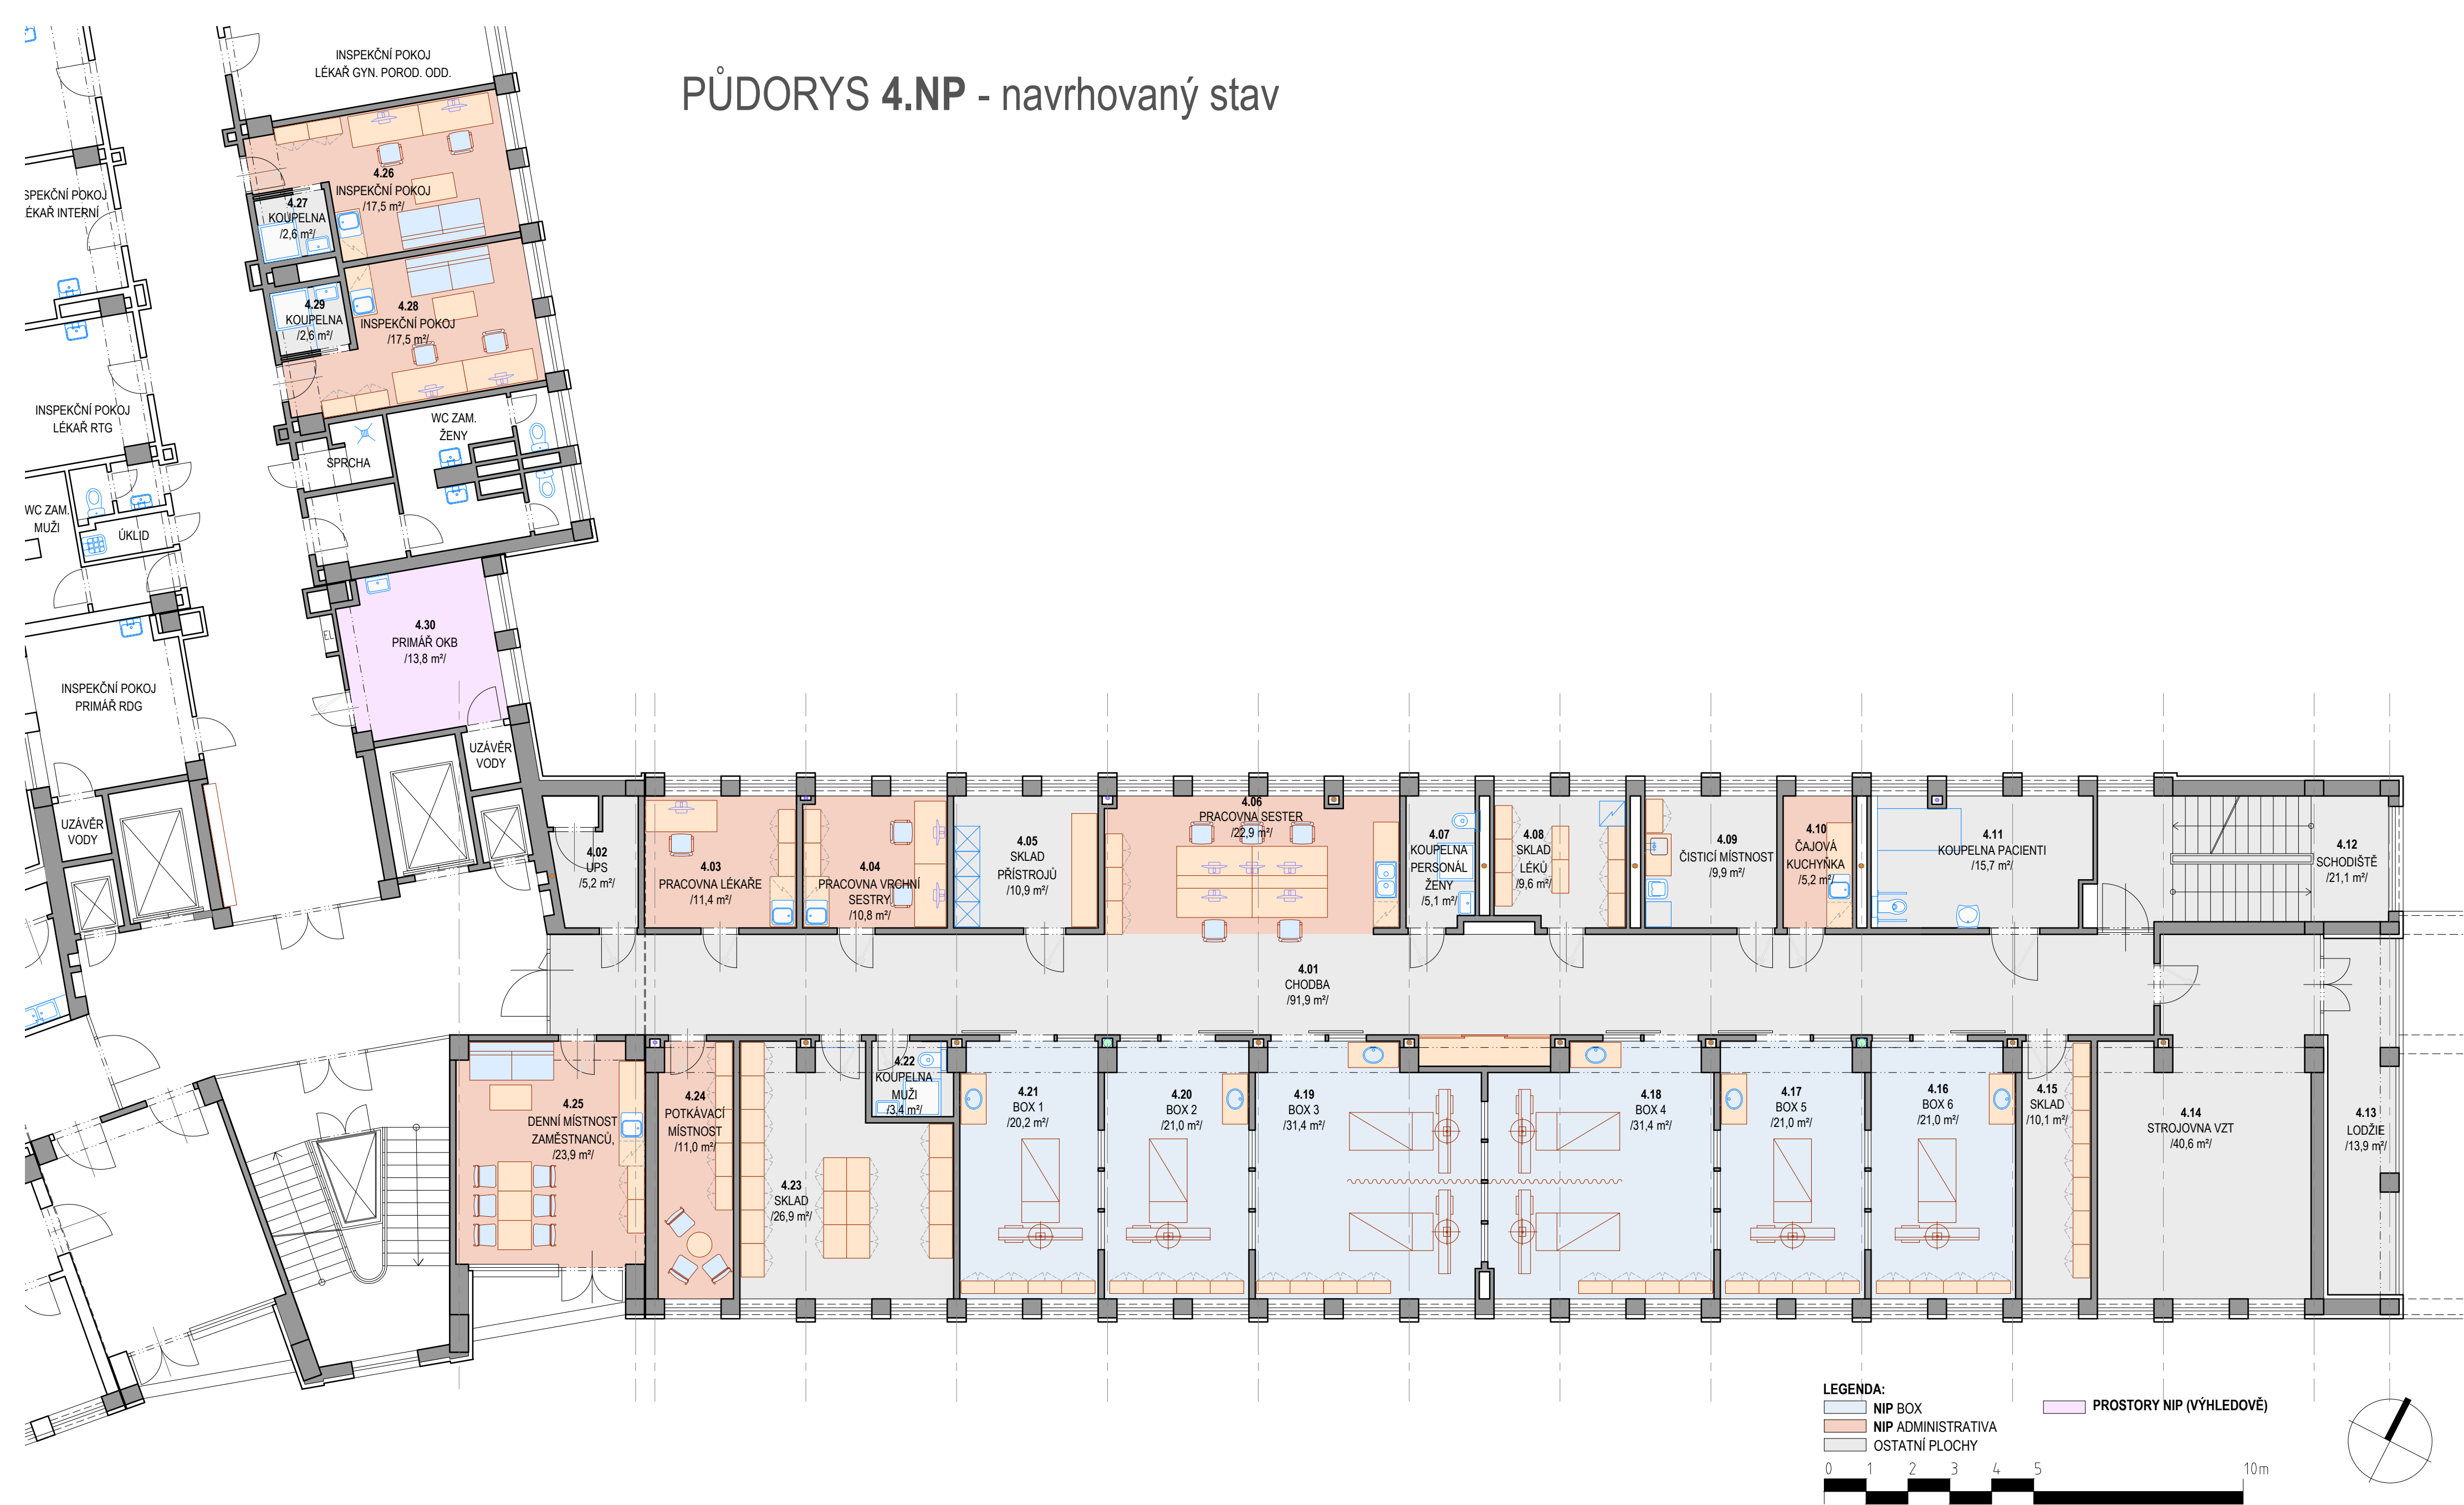 PŮDORYS 4.NP - navrhovaný stav
INSPEKČNÍ POKOJ
LÉKAŘ GYN. POROD. ODD.
4.26
INSPEKČNÍ POKOJ
/17,5 m²/
4.27
KOUPELNA
/2,6 m²/
SPEKČNÍ POKOJ
ÉKAŘ INTERNÍ
4.29
KOUPELNA
/2,6 m²/
4.28
INSPEKČNÍ POKOJ
/17,5 m²/
INSPEKČNÍ POKOJ
LÉKAŘ RTG
WC ZAM.
ŽENY
SPRCHA
WC ZAM.
MUŽI
ÚKLID
4.30
PRIMÁŘ OKB
/13,8 m²/
EL
INSPEKČNÍ POKOJ
PRIMÁŘ RDG
UZÁVĚR
VODY
UZÁVĚR
VODY
4.02
UPS
/5,2 m²/
4.03
PRACOVNA LÉKAŘE
/11,4 m²/
4.04
PRACOVNA VRCHNÍ
SESTRY
/10,8 m²/
4.05
SKLAD
PŘÍSTROJŮ
/10,9 m²/
4.06
PRACOVNA SESTER
/22,9 m²/
4.07
KOUPELNA
PERSONÁL
ŽENY
/5,1 m²/
4.08
SKLAD
LÉKŮ
/9,6 m²/
4.09
ČISTICÍ MÍSTNOST
/9,9 m²/
4.10
ČAJOVÁ
KUCHYŇKA
/5,2 m²/
4.11
KOUPELNA PACIENTI
/15,7 m²/
4.12
SCHODIŠTĚ
/21,1 m²/
4.01
CHODBA
/91,9 m²/
4.25
DENNÍ MÍSTNOST
ZAMĚSTNANCŮ,
/23,9 m²/
4.24
POTKÁVACÍ
MÍSTNOST
/11,0 m²/
4.23
SKLAD
/26,9 m²/
4.22
KOUPELNA
MUŽI
/3,4 m²/
4.21
BOX 1
/20,2 m²/
4.20
BOX 2
/21,0 m²/
4.19
BOX 3
/31,4 m²/
4.18
BOX 4
/31,4 m²/
4.17
BOX 5
/21,0 m²/
4.16
BOX 6
/21,0 m²/
4.15
SKLAD
/10,1 m²/
4.14
STROJOVNA VZT
/40,6 m²/
4.13
LODŽIE
/13,9 m²/
LEGENDA:
NIP BOX
NIP ADMINISTRATIVA
OSTATNÍ PLOCHY
PROSTORY NIP (VÝHLEDOVĚ)
0 1 2 3 4 5 10m